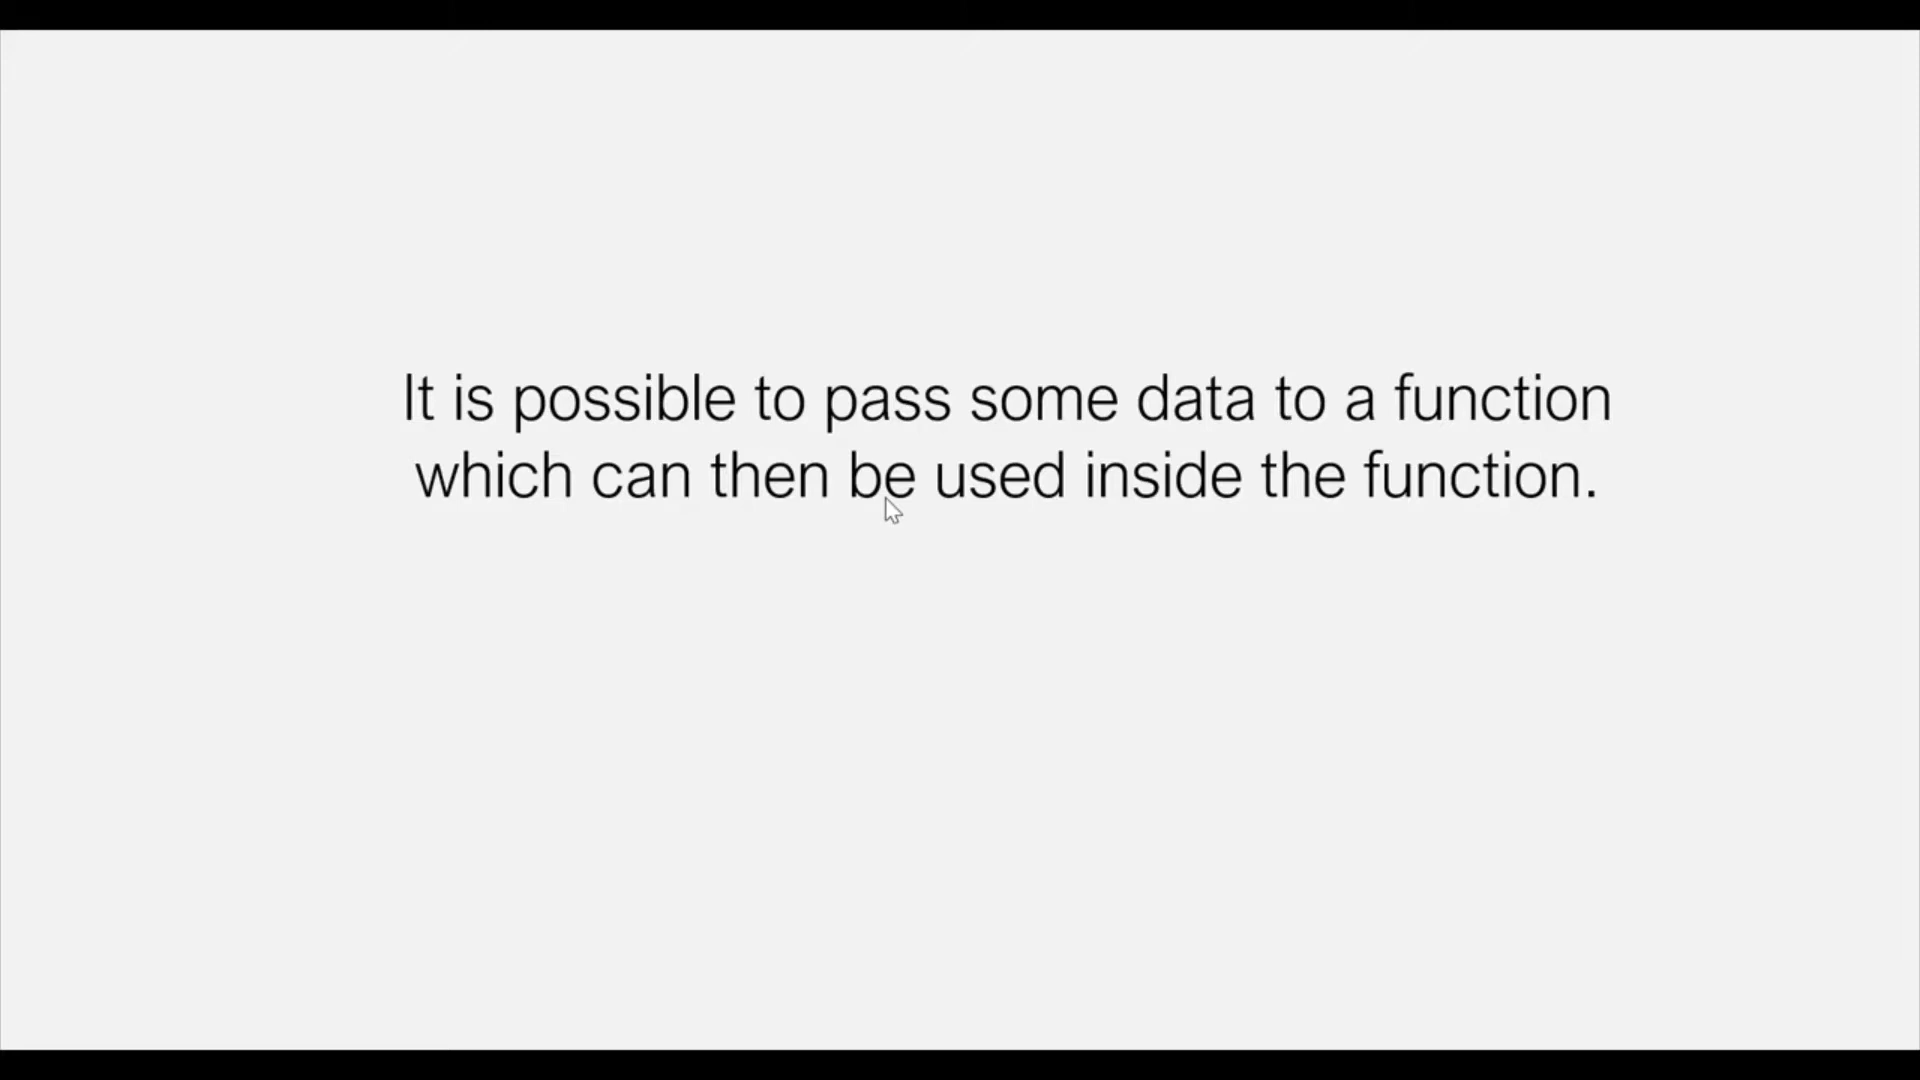 It is possible to pass some data to a function
which can then be used inside the function.